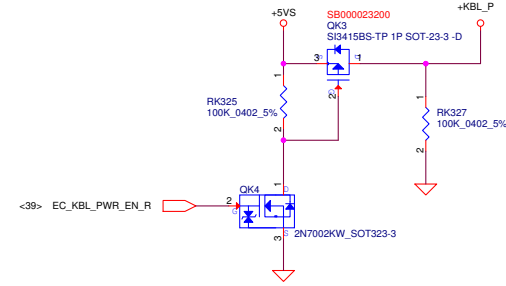 +5VS
SB000023200
QK3
SI3415BS-TP 1P SOT-23-3 -D
+KBL_P
3
S
D
1
G
2
1
RK325
100K_0402_5%
2
1
RK327
100K_0402_5%
2
QK4
1
D
<39>
EC_KBL_PWR_EN_R
2
G
S
3
2N7002KW_SOT323-3